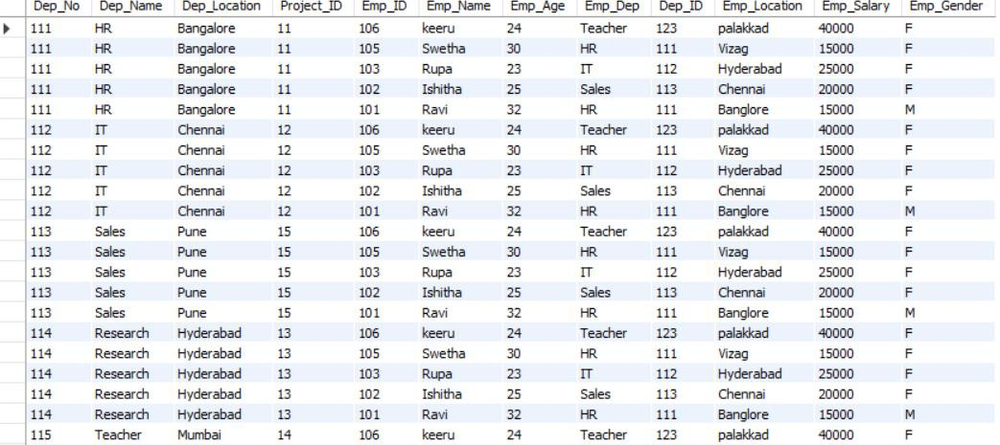 Dep_No Dep_Name Dep_Location Project_ID Emp_ID Emp_Name Emp_Age Emp_Dep Dep_ID Emp_Location Emp_Salary Emp_Gender
111 HR Bangalore 11 106 keeru 24 Teacher 123 palakkad 40000 F
111 HR Bangalore 11 105 Swetha 30 HR 111 Vizag 15000 F
111 HR Bangalore 11 103 Rupa 23 IT 112 Hyderabad 25000 F
111 HR Bangalore 11 102 Ishitha 25 Sales 113 Chennai 20000 F
111 HR Bangalore 11 101 Ravi 32 HR 111 Banglore 15000 M
112 IT Chennai 12 106 keeru 24 Teacher 123 palakkad 40000 F
112 IT Chennai 12 105 Swetha 30 HR 111 Vizag 15000 F
112 IT Chennai 12 103 Rupa 23 IT 112 Hyderabad 25000 F
112 IT Chennai 12 102 Ishitha 25 Sales 113 Chennai 20000 F
112 IT Chennai 12 101 Ravi 32 HR 111 Banglore 15000 M
113 Sales Pune 15 106 keeru 24 Teacher 123 palakkad 40000 F
113 Sales Pune 15 105 Swetha 30 HR 111 Vizag 15000 F
113 Sales Pune 15 103 Rupa 23 IT 112 Hyderabad 25000 F
113 Sales Pune 15 102 Ishitha 25 Sales 113 Chennai 20000 F
113 Sales Pune 15 101 Ravi 32 HR 111 Banglore 15000 M
114 Research Hyderabad 13 106 keeru 24 Teacher 123 palakkad 40000 F
114 Research Hyderabad 13 105 Swetha 30 HR 111 Vizag 15000 F
114 Research Hyderabad 13 103 Rupa 23 IT 112 Hyderabad 25000 F
114 Research Hyderabad 13 102 Ishitha 25 Sales 113 Chennai 20000 F
114 Research Hyderabad 13 101 Ravi 32 HR 111 Banglore 15000 M
115 Teacher Mumbai 14 106 keeru 24 Teacher 123 palakkad 40000 F